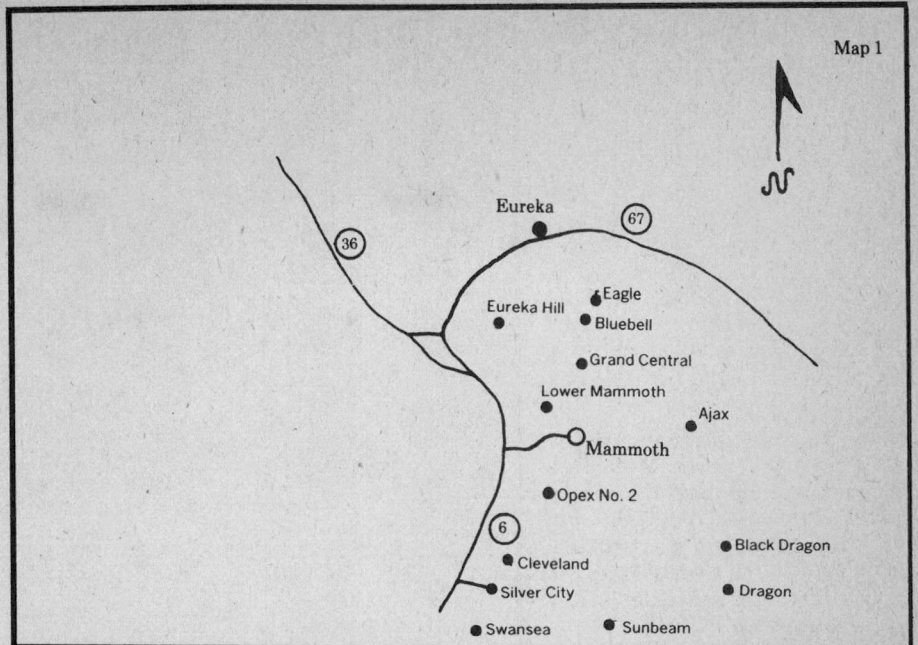 Map 1
N
Eureka
67
36
Eagle
Eureka Hill
Bluebell
Grand Central
Lower Mammoth
Ajax
Mammoth
Opex No. 2
6
Black Dragon
Cleveland
Silver City
Dragon
Swansea
Sunbeam